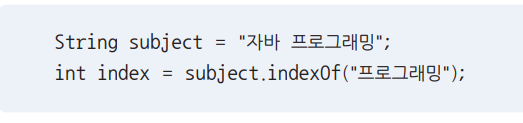 String subject = "자바 프로그래밍";
int index = subject.indexOf("프로그래밍");